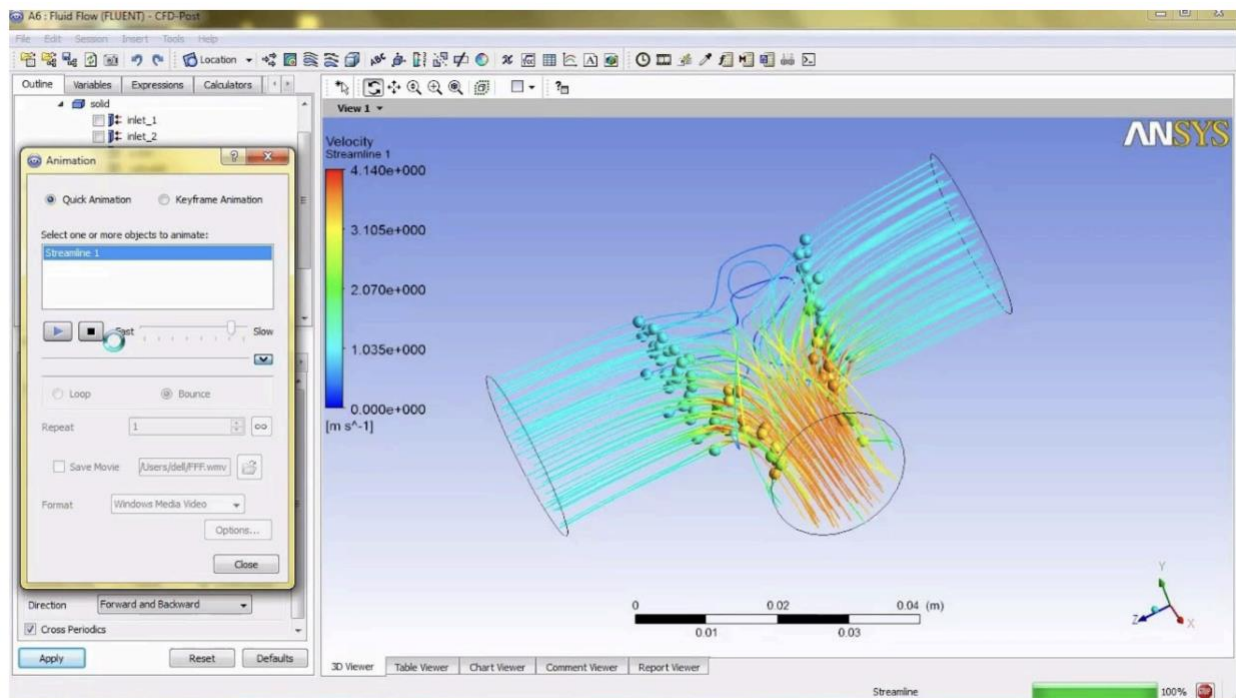 A6 : Fluid Flow (FLUENT) - CFD-Post
File Edit Session Insert Tools Help
Location
Outline Variables Expressions Calculators
View 1
solid
inlet_1
inlet_2
Velocity
Streamline 1
4.140e+000
3.105e+000
2.070e+000
1.035e+000
0.000e+000
[m s^-1]
ANSYS
Animation
Quick Animation Keyframe Animation
Select one or more objects to animate:
Streamline 1
Fast Slow
Loop Bounce
Repeat 1
Save Movie /Users/dell/FFF.wmv
Format Windows Media Video
Options...
Close
Direction Forward and Backward
Cross Periodics
Apply Reset Defaults
0 0.02 0.04 (m)
0.01 0.03
Y
Z X
3D Viewer Table Viewer Chart Viewer Comment Viewer Report Viewer
Streamline 100%